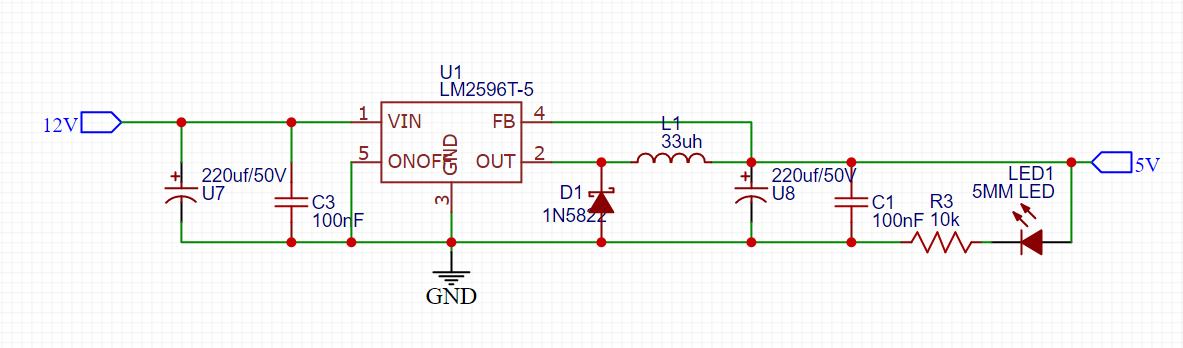 U1
LM2596T-5
12V
1
VIN
FB
4
5
ONOFF
GND
OUT
2
3
L1
33uh
220uf/50V
U7
C3
100nF
D1
1N5822
220uf/50V
U8
C1
100nF
R3
10k
LED1
5MM LED
5V
GND